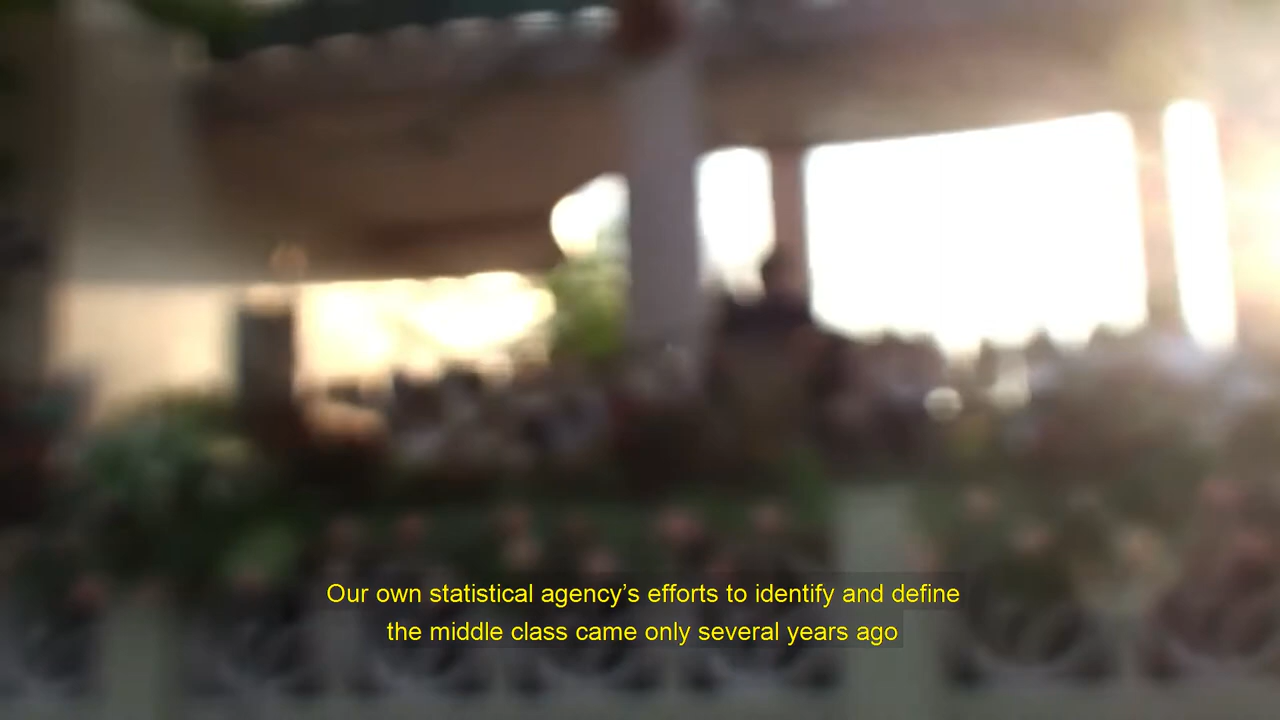 Our own statistical agency’s efforts to identify and define
the middle class came only several years ago